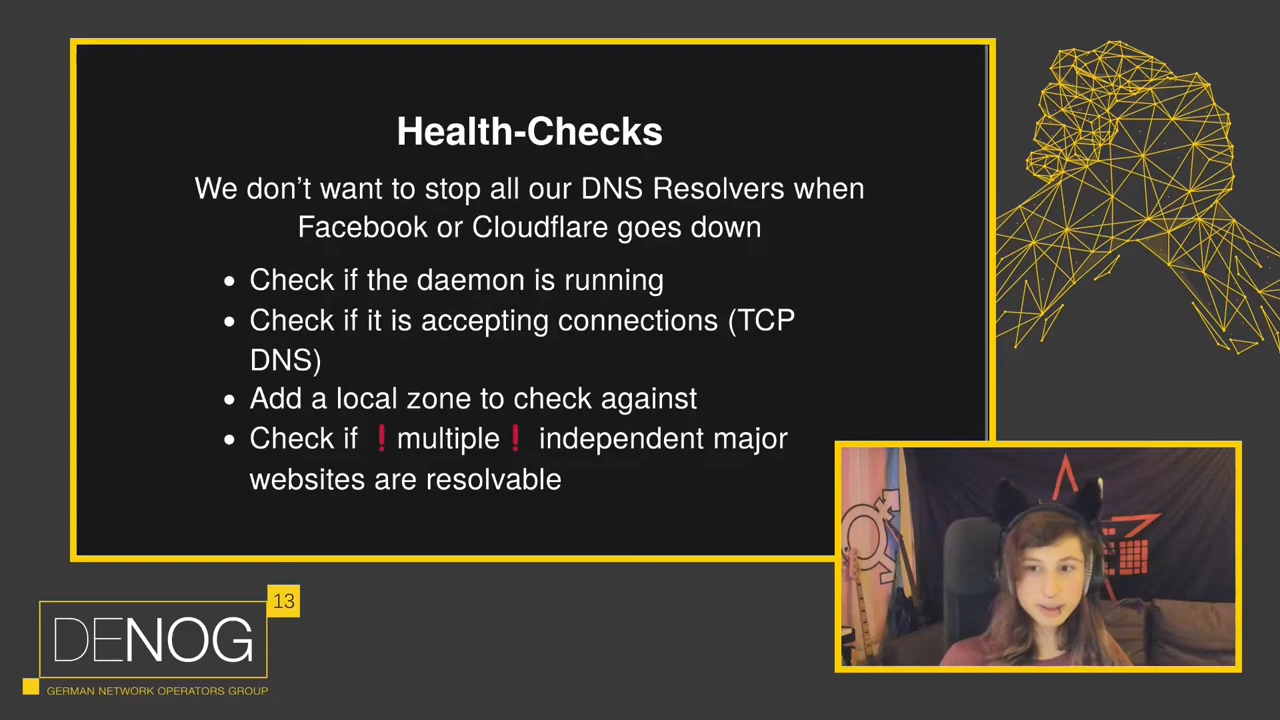 Health-Checks
We don’t want to stop all our DNS Resolvers when
Facebook or Cloudflare goes down
• Check if the daemon is running
• Check if it is accepting connections (TCP
DNS)
• Add a local zone to check against
• Check if ❗multiple❗ independent major
websites are resolvable
13
DENOG
GERMAN NETWORK OPERATORS GROUP